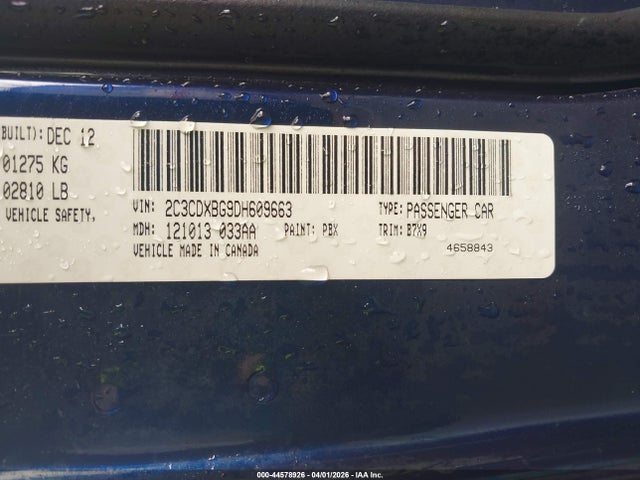 BUILT): DEC 12
01275 KG
02810 LB
VEHICLE SAFETY,
VIN: 2C3CDXBG9DH609663 TYPE: PASSENGER CAR
MDH: 121013 033AA PAINT: PBX TRIM: B7X9
VEHICLE MADE IN CANADA
4658843
000-44578926 - 04/01/2026 - IAA Inc.